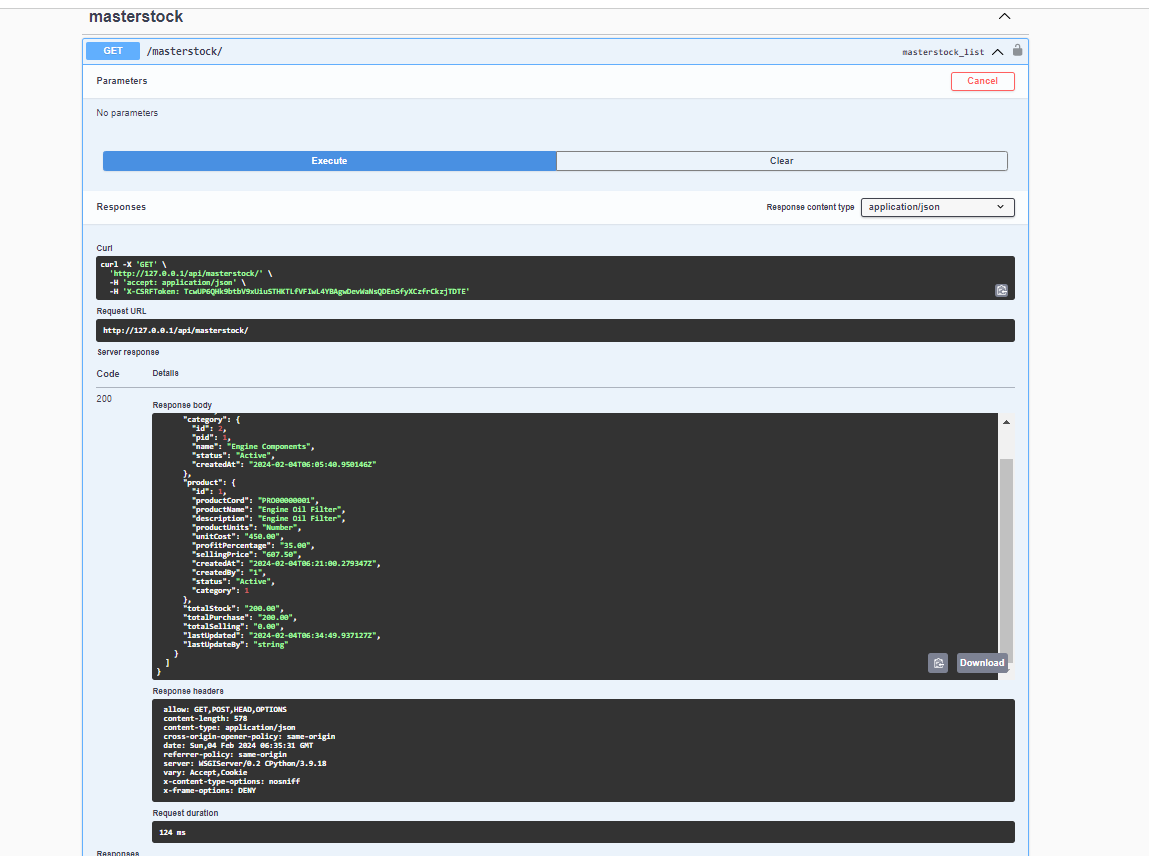 masterstock
GET /masterstock/ masterstock_list
Parameters Cancel
No parameters
Execute Clear
Responses Response content type application/json
Curl
curl -X 'GET' \
'http://127.0.0.1/api/masterstock/' \
-H 'accept: application/json' \
-H 'X-CSRFToken: TcwUP6QHk9btbV9xUiuSTHKTLfVFIwL4YBAgwDevWaNsQDEnSfyXCzfrCkzjTDTE'
Request URL
http://127.0.0.1/api/masterstock/
Server response
Code Details
200
Response body
"category": {
"id": 2,
"pid": 1,
"name": "Engine Components",
"status": "Active",
"createdAt": "2024-02-04T06:05:40.950146Z"
},
"product": {
"id": 1,
"productCord": "PRO00000001",
"productName": "Engine Oil Filter",
"description": "Engine Oil Filter",
"productUnits": "Number",
"unitCost": "450.00",
"profitPercentage": "35.00",
"sellingPrice": "607.50",
"createdAt": "2024-02-04T06:21:00.279347Z",
"createdBy": "1",
"status": "Active",
"category": 1
},
"totalStock": "200.00",
"totalPurchase": "200.00",
"totalSelling": "0.00",
"lastUpdated": "2024-02-04T06:34:49.937127Z",
"lastUpdateBy": "string"
}
]
}
Download
Response headers
allow: GET,POST,HEAD,OPTIONS
content-length: 578
content-type: application/json
cross-origin-opener-policy: same-origin
date: Sun,04 Feb 2024 06:35:31 GMT
referrer-policy: same-origin
server: WSGIServer/0.2 CPython/3.9.18
vary: Accept,Cookie
x-content-type-options: nosniff
x-frame-options: DENY
Request duration
124 ms
Responses